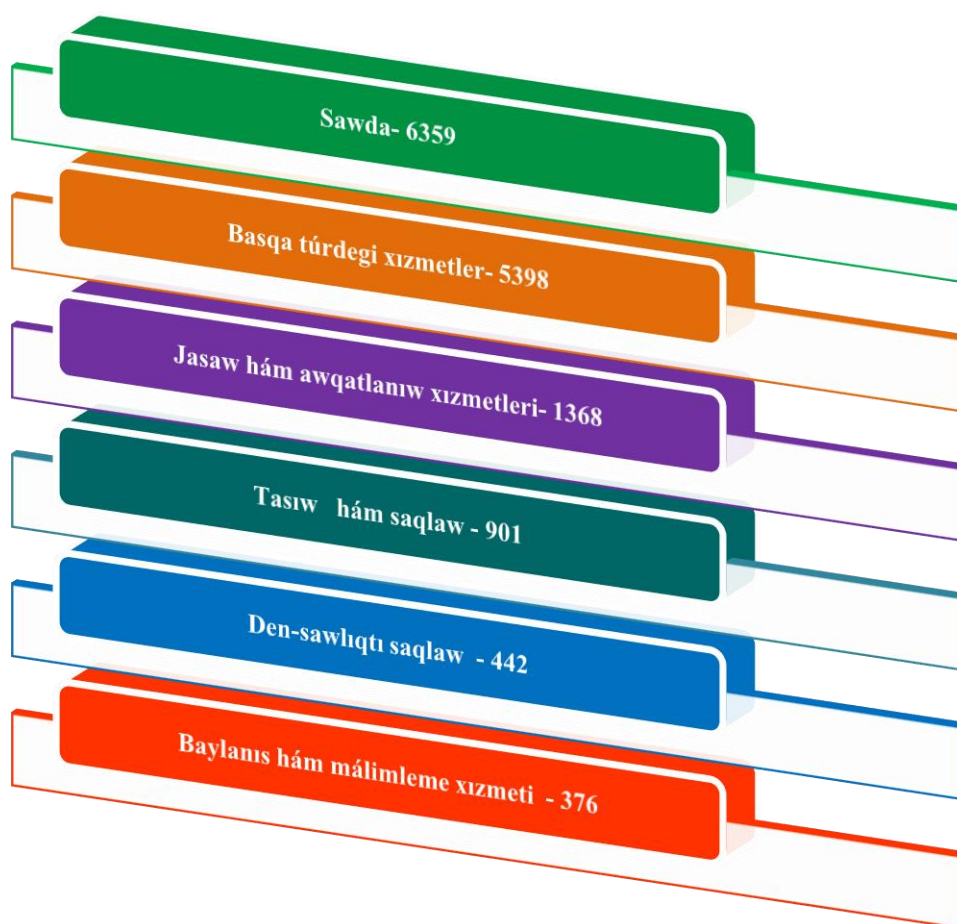 Sawda- 6359
Basqa túrdegi xızmetler- 5398
Jasaw hám awqatlanıw xızmetleri- 1368
Tasıw hám saqlaw - 901
Den-sawlıqtı saqlaw - 442
Baylanıs hám málimleme xızmeti - 376